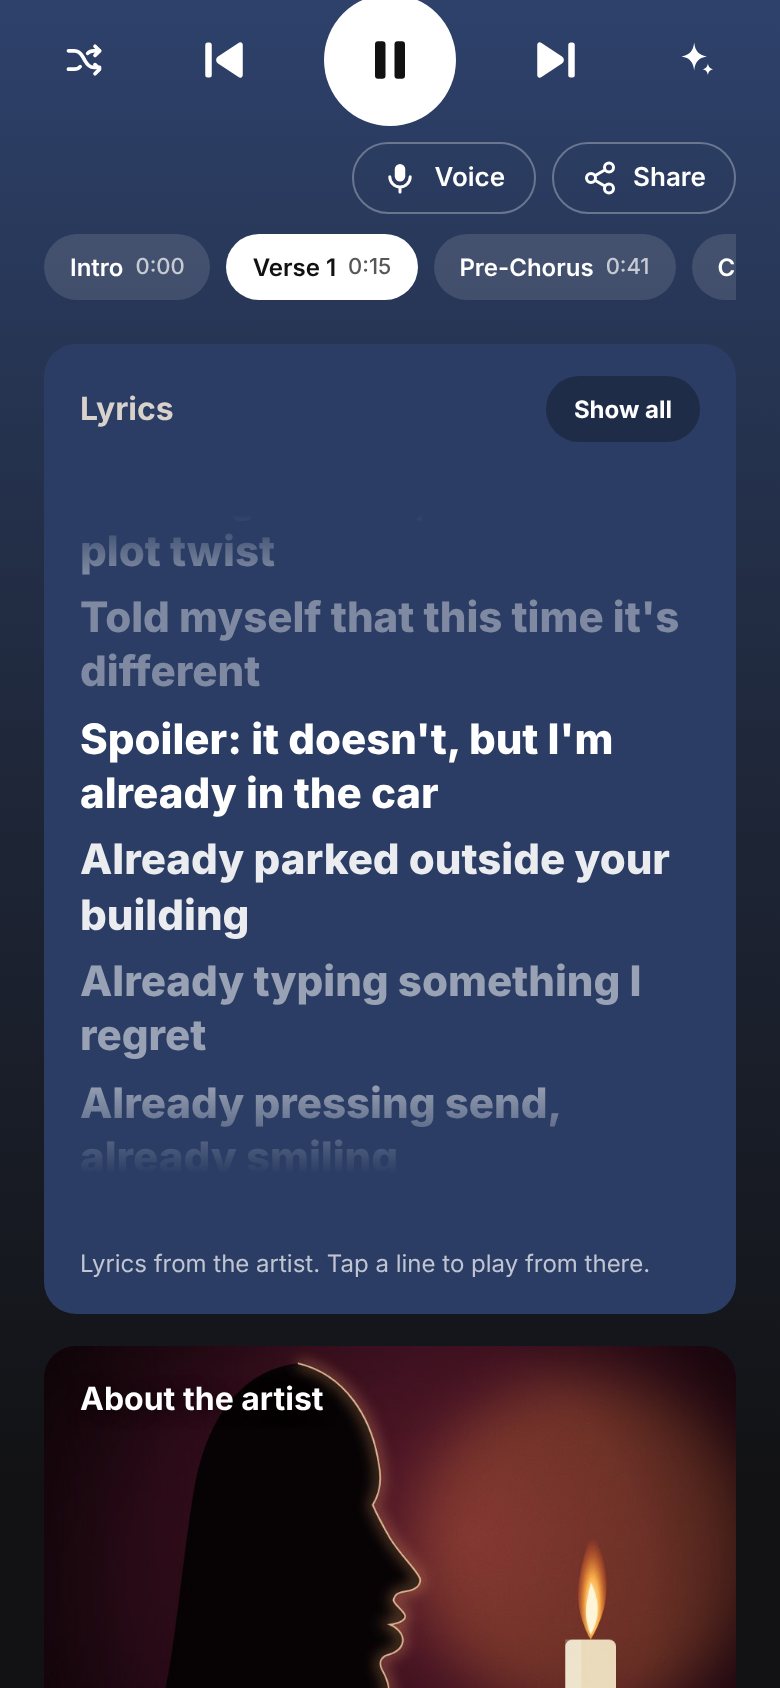 Voice
Share
Intro 0:00
Verse 1 0:15
Pre-Chorus 0:41
C
Lyrics
Show all
plot twist
Told myself that this time it's
different
Spoiler: it doesn't, but I'm
already in the car
Already parked outside your
building
Already typing something I
regret
Already pressing send,
already smiling
Lyrics from the artist. Tap a line to play from there.
About the artist